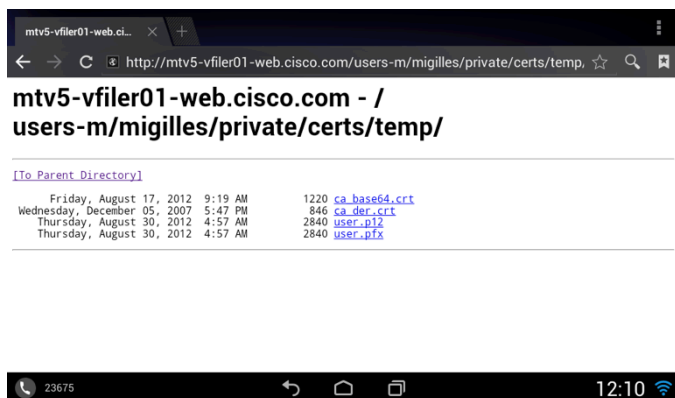 mtv5-vfiler01-web.ci...
http://mtv5-vfiler01-web.cisco.com/users-m/migilles/private/certs/temp,
mtv5-vfiler01-web.cisco.com - /
users-m/migilles/private/certs/temp/
[To Parent Directory]
Friday, August 17, 2012 9:19 AM 1220 ca_base64.crt
Wednesday, December 05, 2007 5:47 PM 846 ca_der.crt
Thursday, August 30, 2012 4:57 AM 2840 user.p12
Thursday, August 30, 2012 4:57 AM 2840 user.pfx
23675
12:10